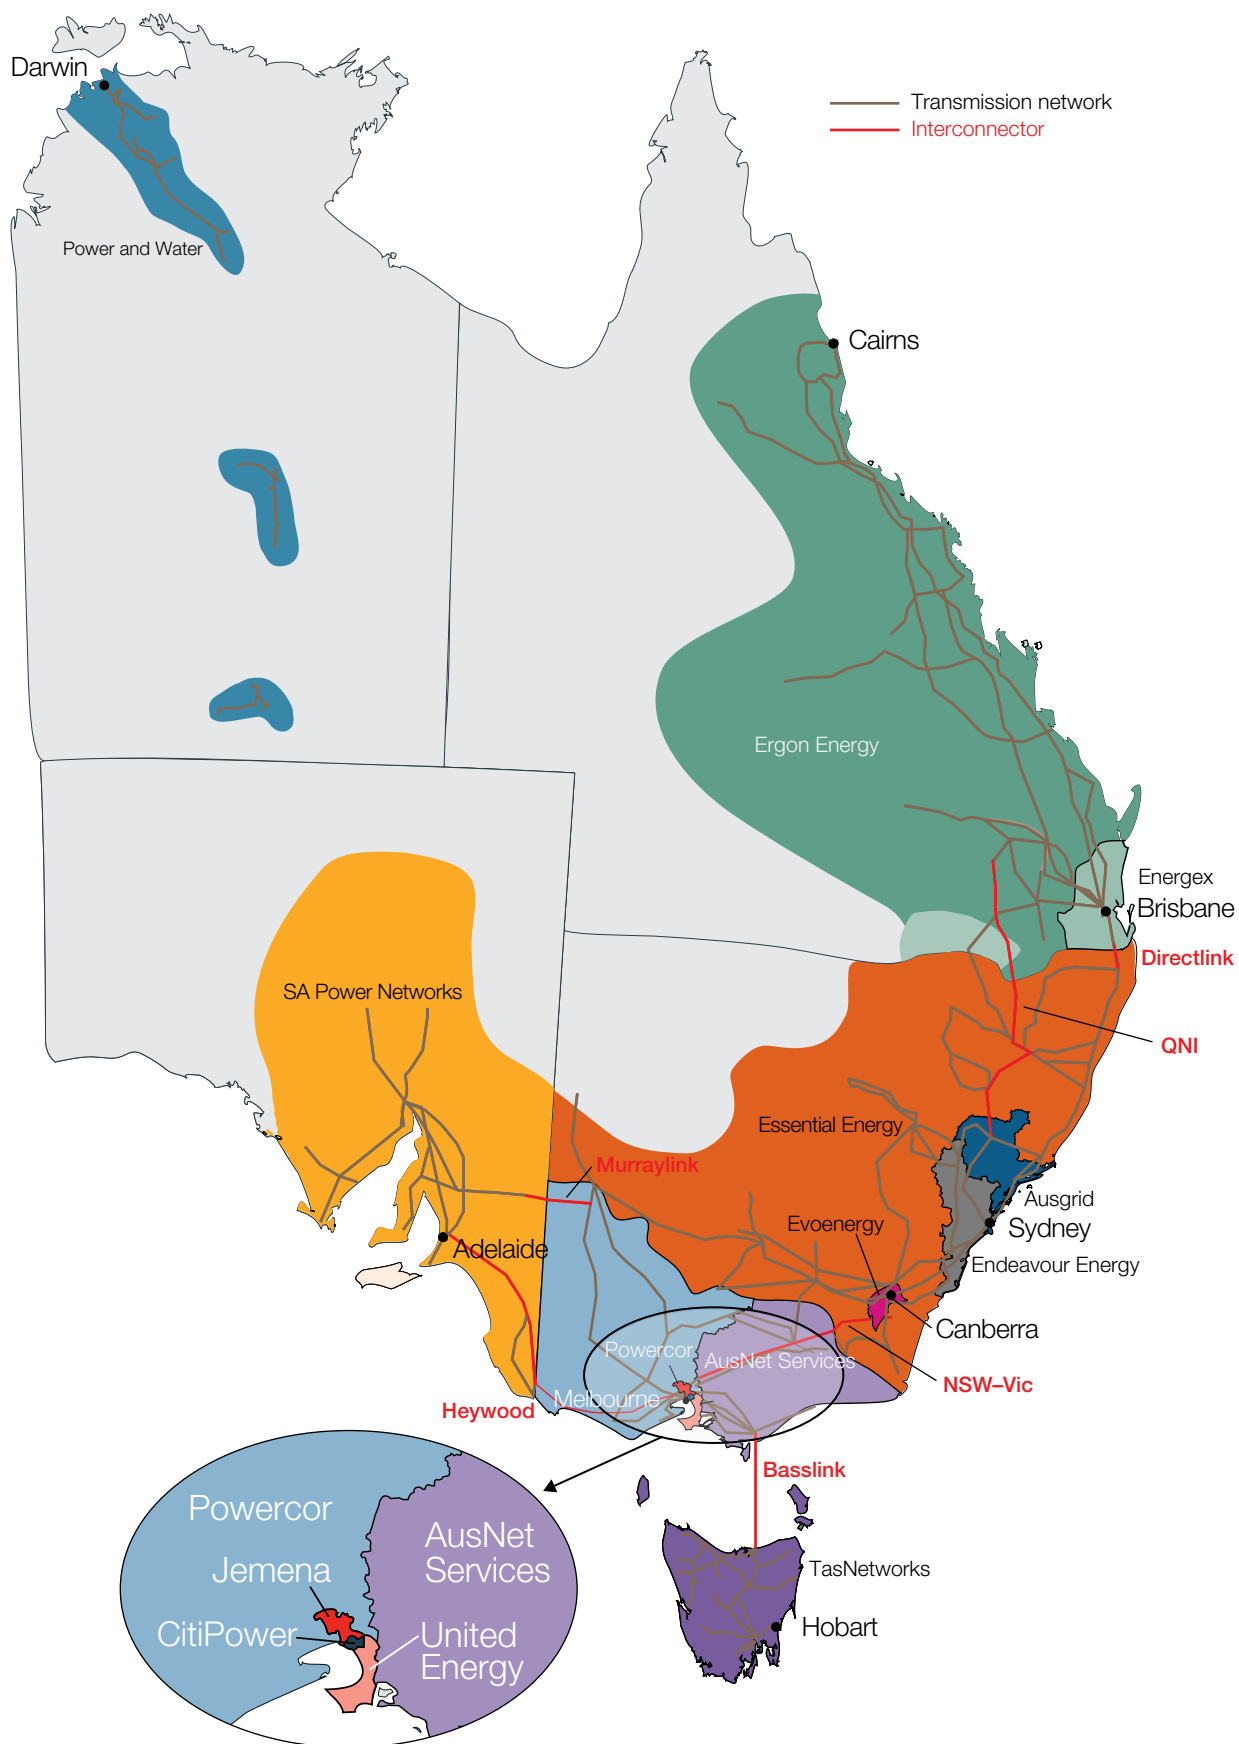 Darwin
Transmission network
Interconnector
Power and Water
Cairns
Ergon Energy
Energex
Brisbane
Directlink
SA Power Networks
QNI
Essential Energy
Murraylink
Ausgrid
Evoenergy
Sydney
Adelaide
Endeavour Energy
Canberra
Powercor
AusNet Services
NSW–Vic
Melbourne
Heywood
Basslink
Powercor
AusNet
Services
Jemena
TasNetworks
CitiPower
United
Energy
Hobart